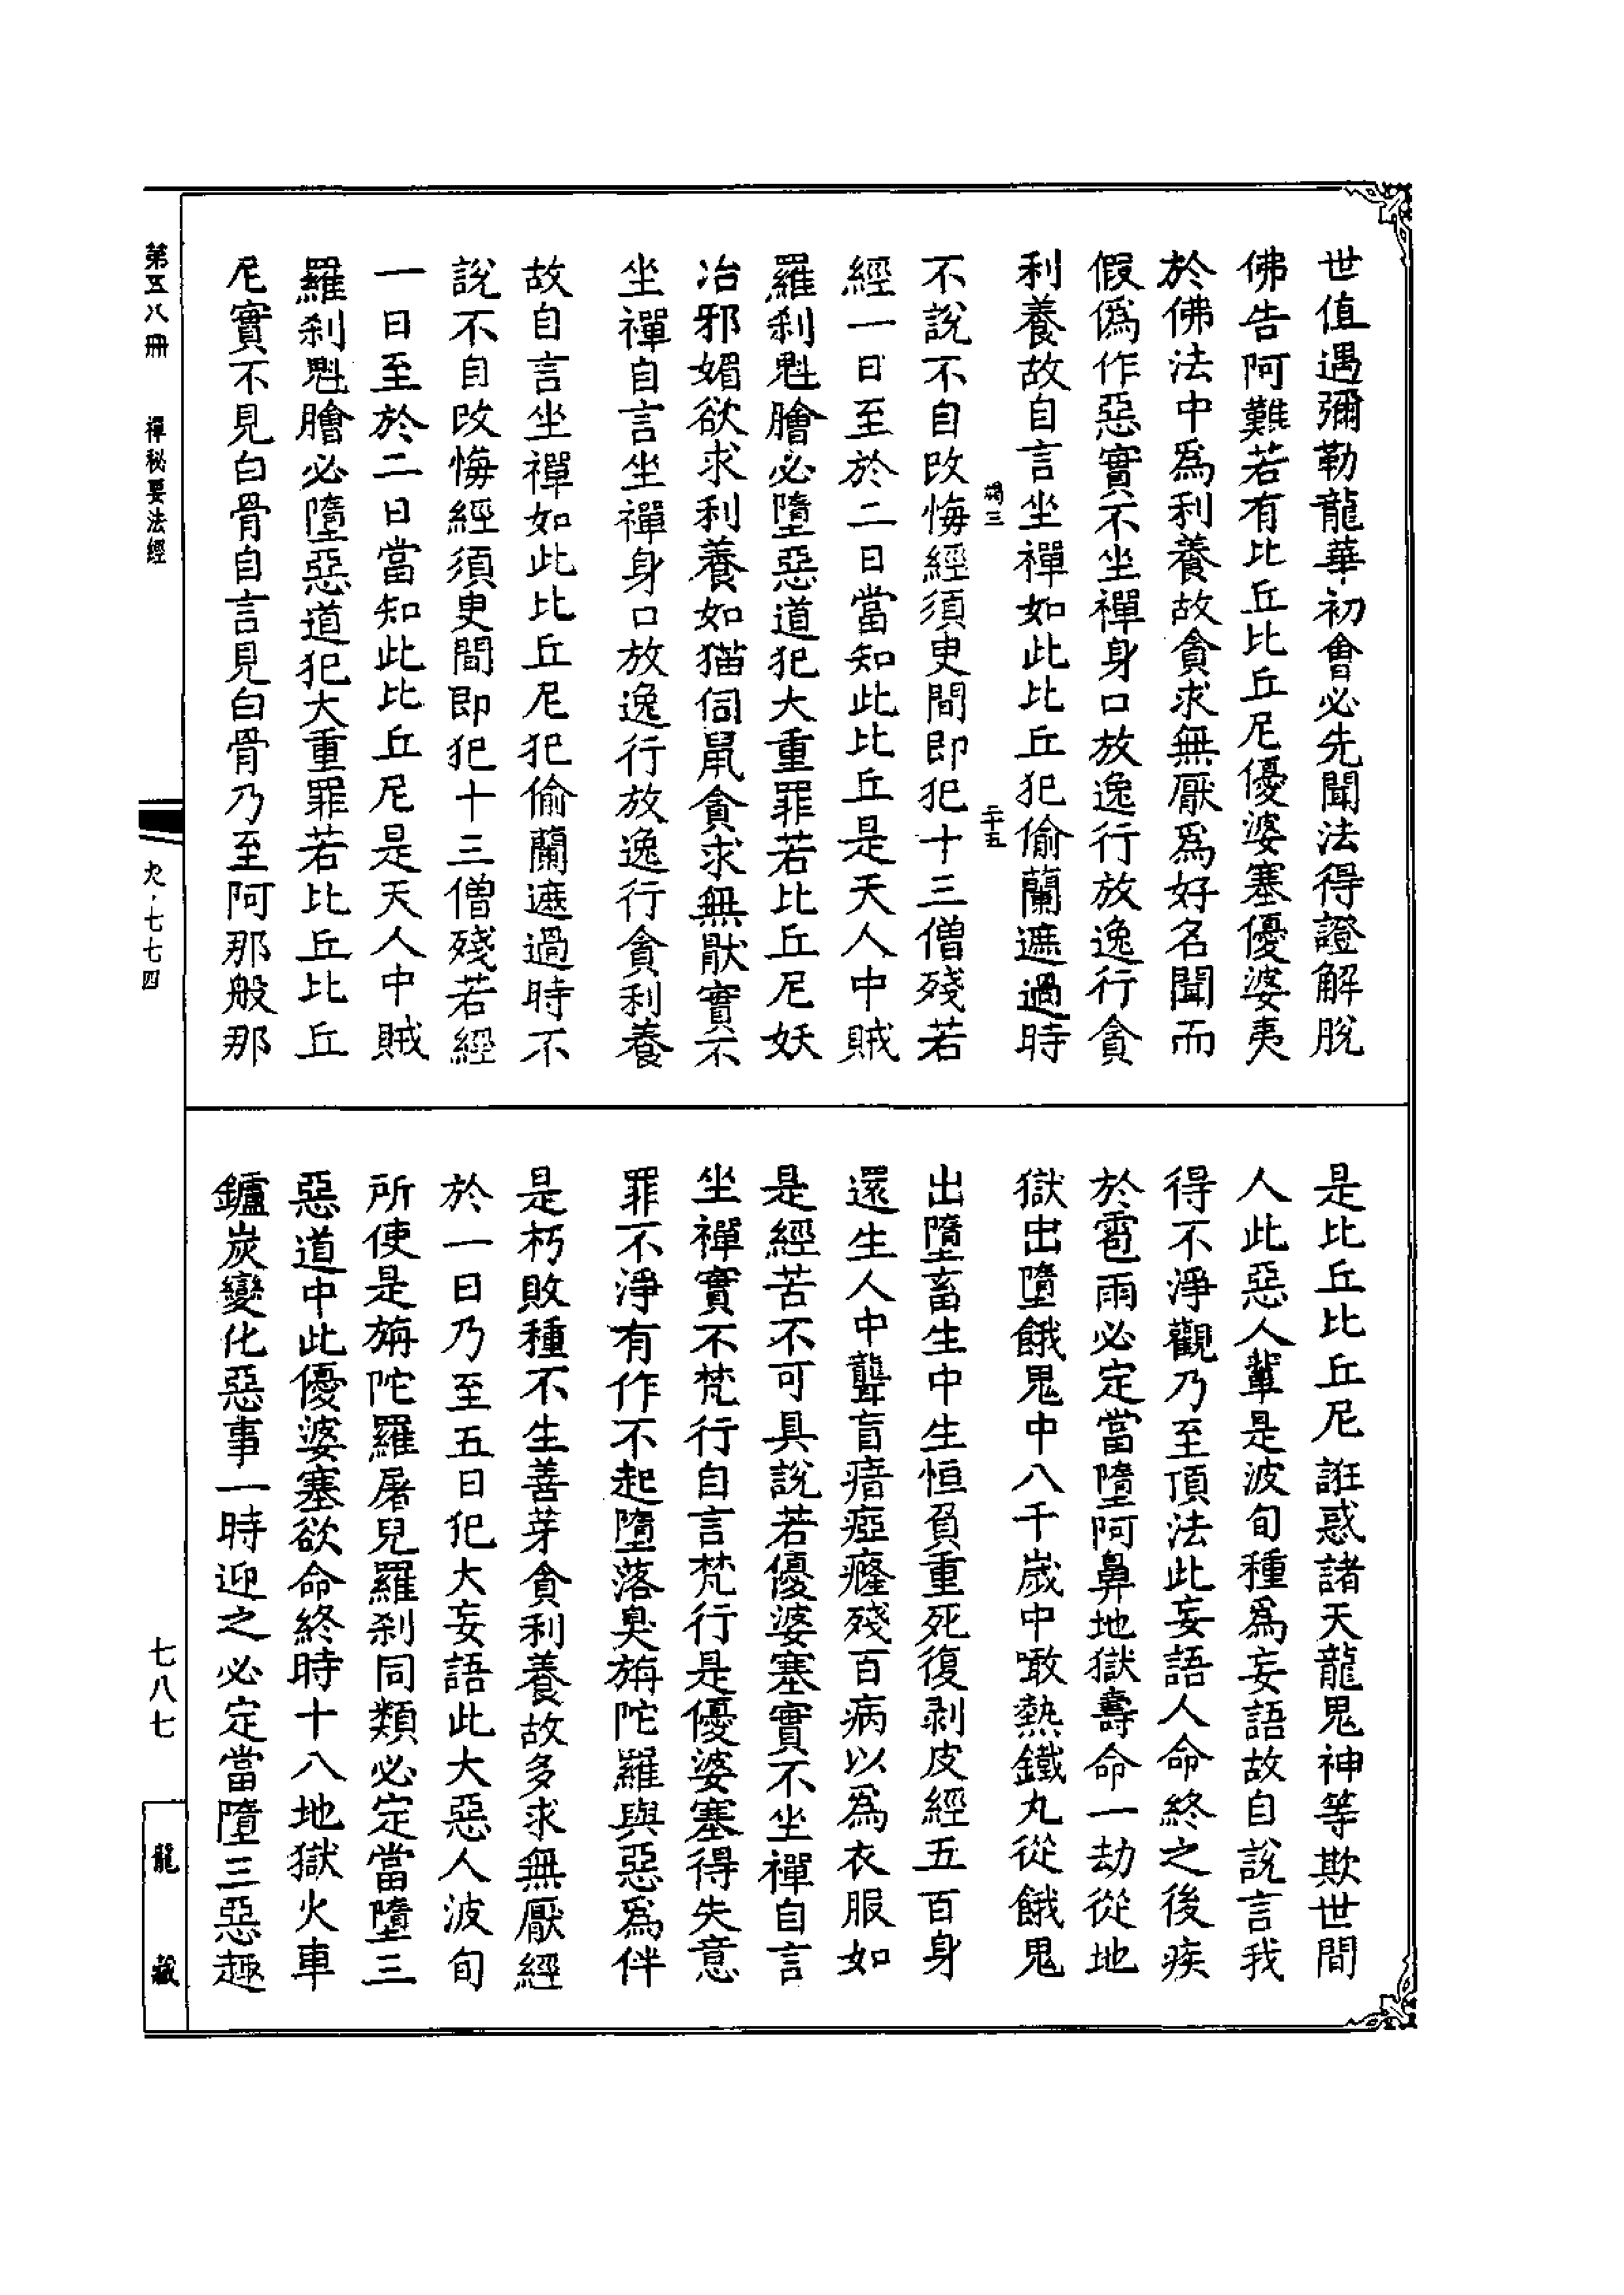 世值遇彌勒龍華初會必先聞法得證解脫
佛告阿難若有比丘比丘尼優婆塞優婆夷
於佛法中爲利養故貪求無厭爲好名聞而
假僞作惡實不坐禪身口放逸行放逸行貪
利養故自言坐禪如此比丘犯偷蘭遮過時
竭三
二十五
不說不自改悔經須臾間即犯十三僧殘若
經一日至於二日當知此比丘是天人中賊
羅剎魁膾必墮惡道犯大重罪若比丘尼妖
冶邪媚欲求利養如猫伺鼠貪求無猒實不
坐禪自言坐禪身口放逸行放逸行貪利養
故自言坐禪如此比丘尼犯偷蘭遮過時不
說不自改悔經須臾間即犯十三僧殘若經
一日至於二日當知此比丘尼是天人中賊
羅剎魁膾必墮惡道犯大重罪若比丘比丘
尼實不見白骨自言見白骨乃至阿那般那
是比丘比丘尼誑惑諸天龍鬼神等欺世間
人此惡人輩是波旬種爲妄語故自說言我
得不淨觀乃至頂法此妄語人命終之後疾
於雹雨必定當墮阿鼻地獄壽命一劫從地
獄出墮餓鬼中八千歲中噉熱鐵丸從餓鬼
出墮畜生中生恒負重死復剥皮經五百身
還生人中聾盲瘖瘂癃殘百病以爲衣服如
是經苦不可具說若優婆塞實不坐禪自言
坐禪實不梵行自言梵行是優婆塞得失意
罪不淨有作不起墮落臭旃陀羅與惡爲伴
是朽敗種不生善芽貪利養故多求無厭經
於一日乃至五日犯大妄語此大惡人波旬
所使是旃陀羅屠兒羅剎同類必定當墮三
惡道中此優婆塞欲命終時十八地獄火車
鑪炭變化惡事一時迎之必定當墮三惡趣
第五八冊
禪秘要法經
九·七七四
七八七
龍藏